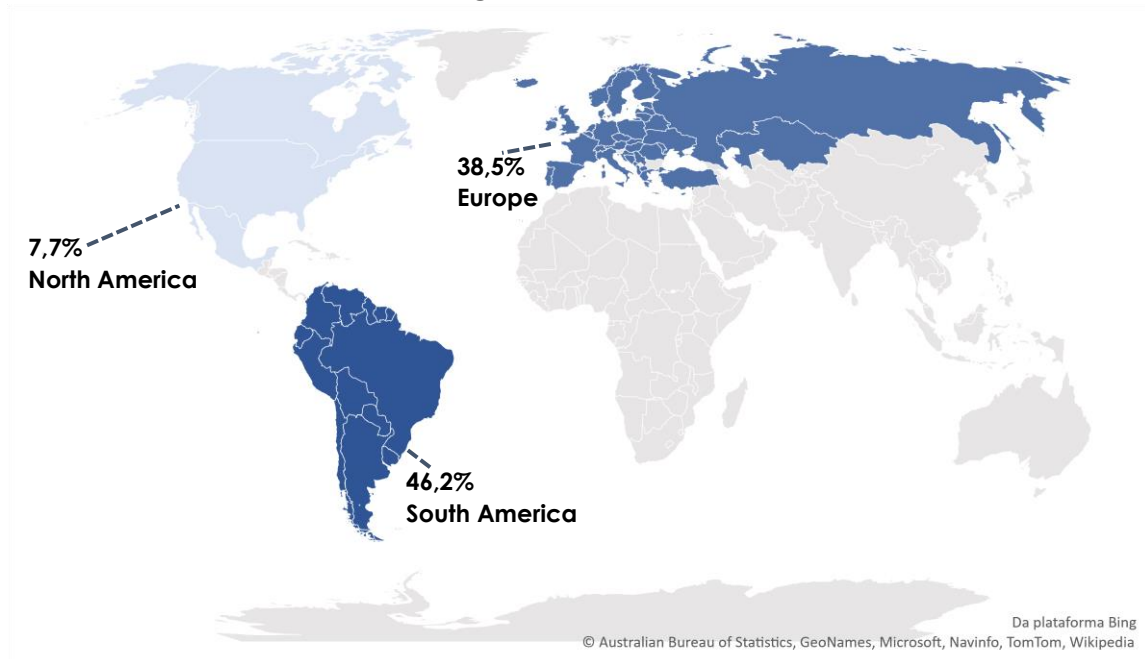 38,5%
Europe
7,7%
North America
46,2%
South America
Da plataforma Bing
© Australian Bureau of Statistics, GeoNames, Microsoft, Navinfo, TomTom, Wikipedia